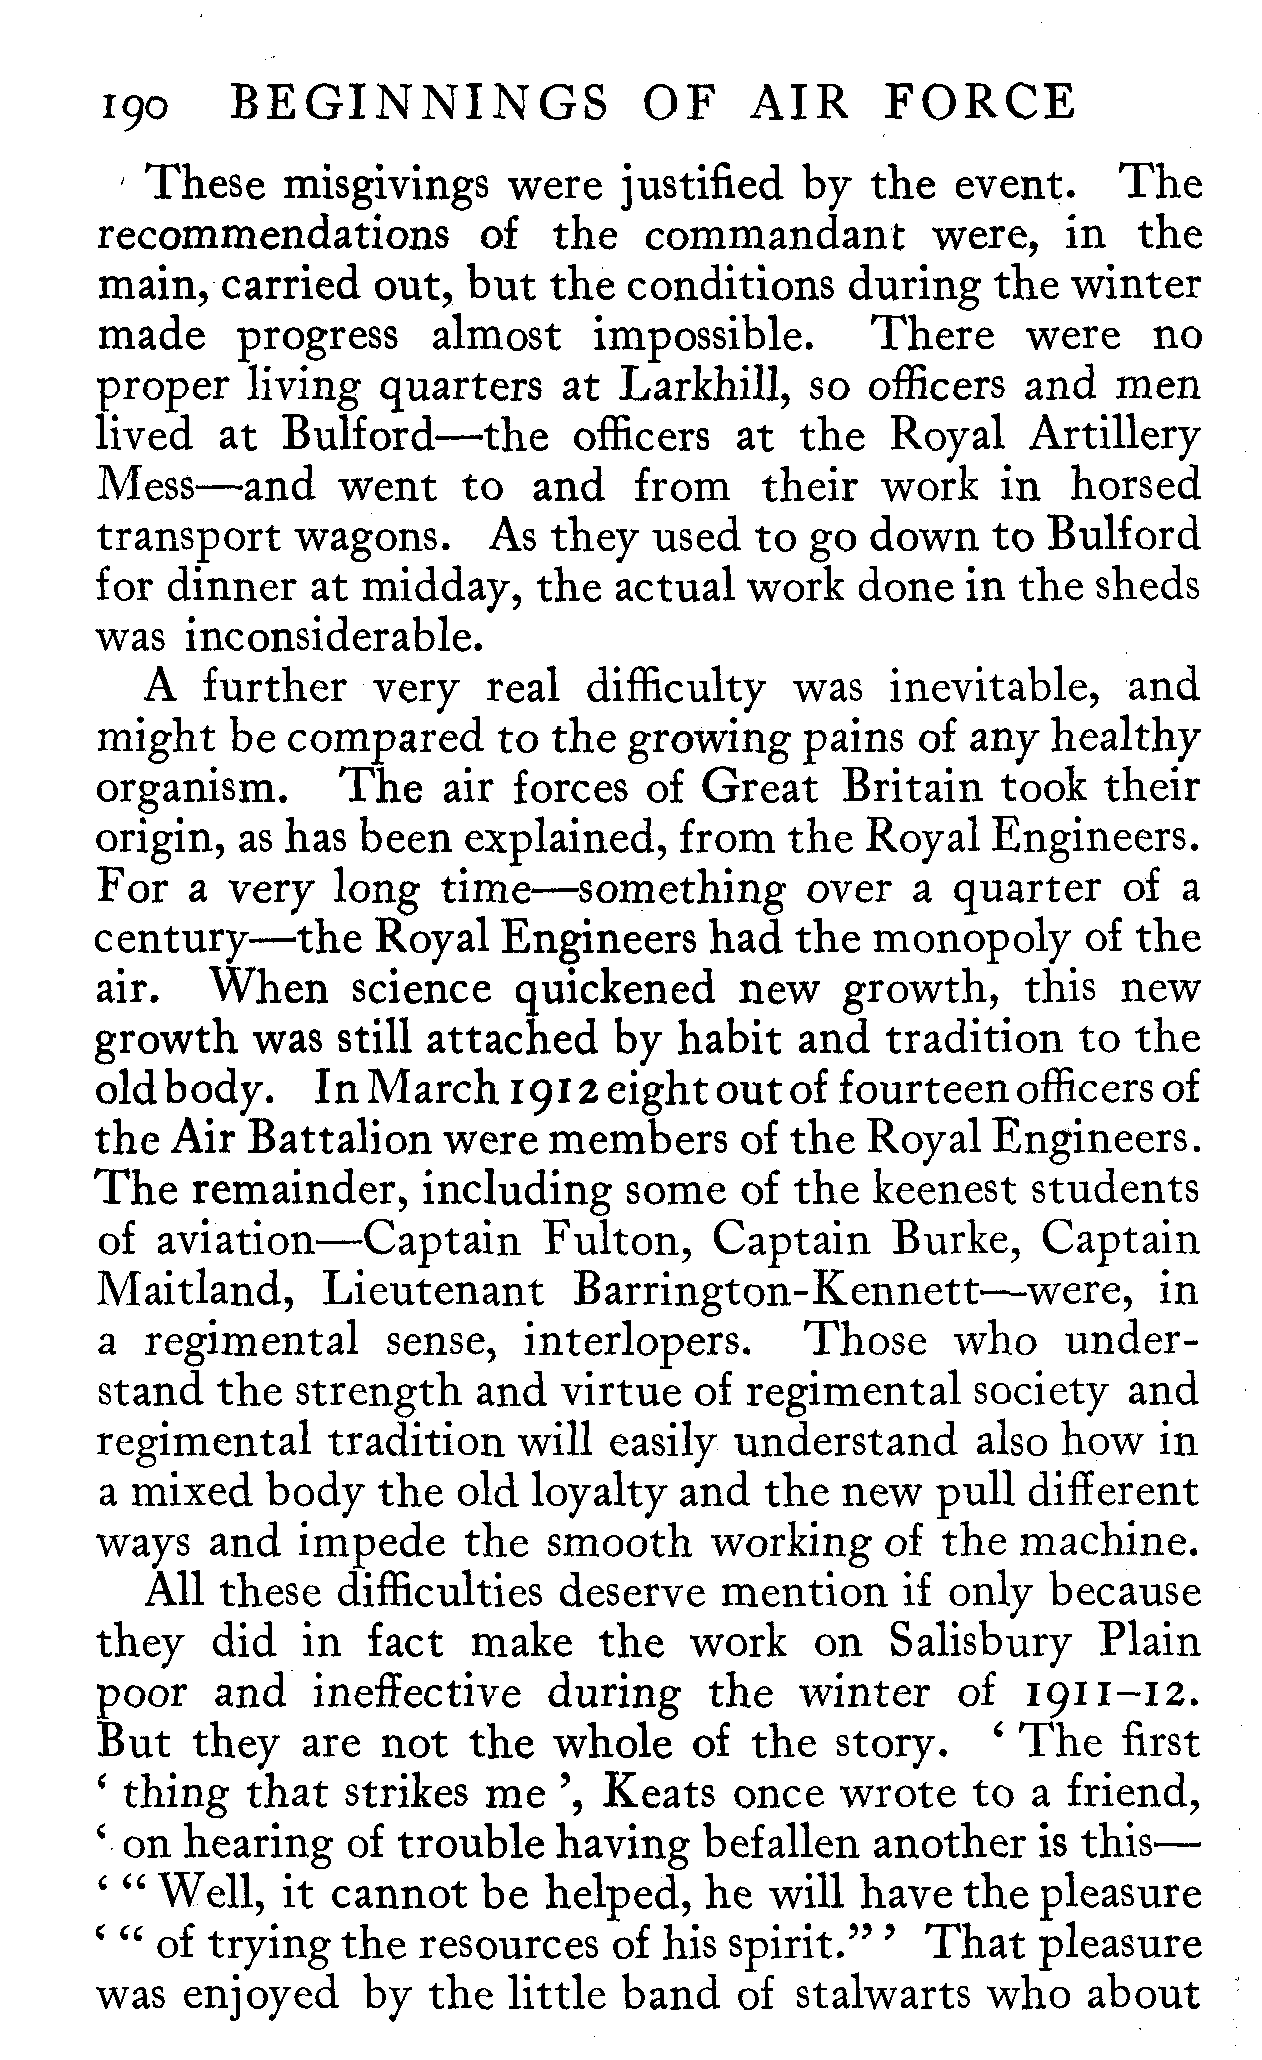 190 BEGINNINGS OF AIR FORCE
These misgivings were justified by the event. The
recommendations of the commandant were, in the
main, carried out, but the conditions during the winter
made progress almost impossible. There were no
proper living quarters at Larkhill, so officers and men
lived at Bulford—the officers at the Royal Artillery
Mess—and went to and from their work in horsed
transport wagons. As they used to go down to Bulford
for dinner at midday, the actual work done in the sheds
was inconsiderable.
A further very real difficulty was inevitable, and
might be compared to the growing pains of any healthy
organism. The air forces of Great Britain took their
origin, as has been explained, from the Royal Engineers.
For a very long time—something over a quarter of a
century—the Royal Engineers had the monopoly of the
air. When science quickened new growth, this new
growth was still attached by habit and tradition to the
old body. In March 1912 eight out of fourteen officers of
the Air Battalion were members of the Royal Engineers.
The remainder, including some of the keenest students
of aviation—Captain Fulton, Captain Burke, Captain
Maitland, Lieutenant Barrington-Kennett—were, in
a regimental sense, interlopers. Those who under-
stand the strength and virtue of regimental society and
regimental tradition will easily understand also how in
a mixed body the old loyalty and the new pull different
ways and impede the smooth working of the machine.
All these difficulties deserve mention if only because
they did in fact make the work on Salisbury Plain
poor and ineffective during the winter of 1911–12.
But they are not the whole of the story. ‘ The first
‘ thing that strikes me ’, Keats once wrote to a friend,
‘ on hearing of trouble having befallen another is this—
‘ “ Well, it cannot be helped, he will have the pleasure
‘ “ of trying the resources of his spirit.” ’ That pleasure
was enjoyed by the little band of stalwarts who about